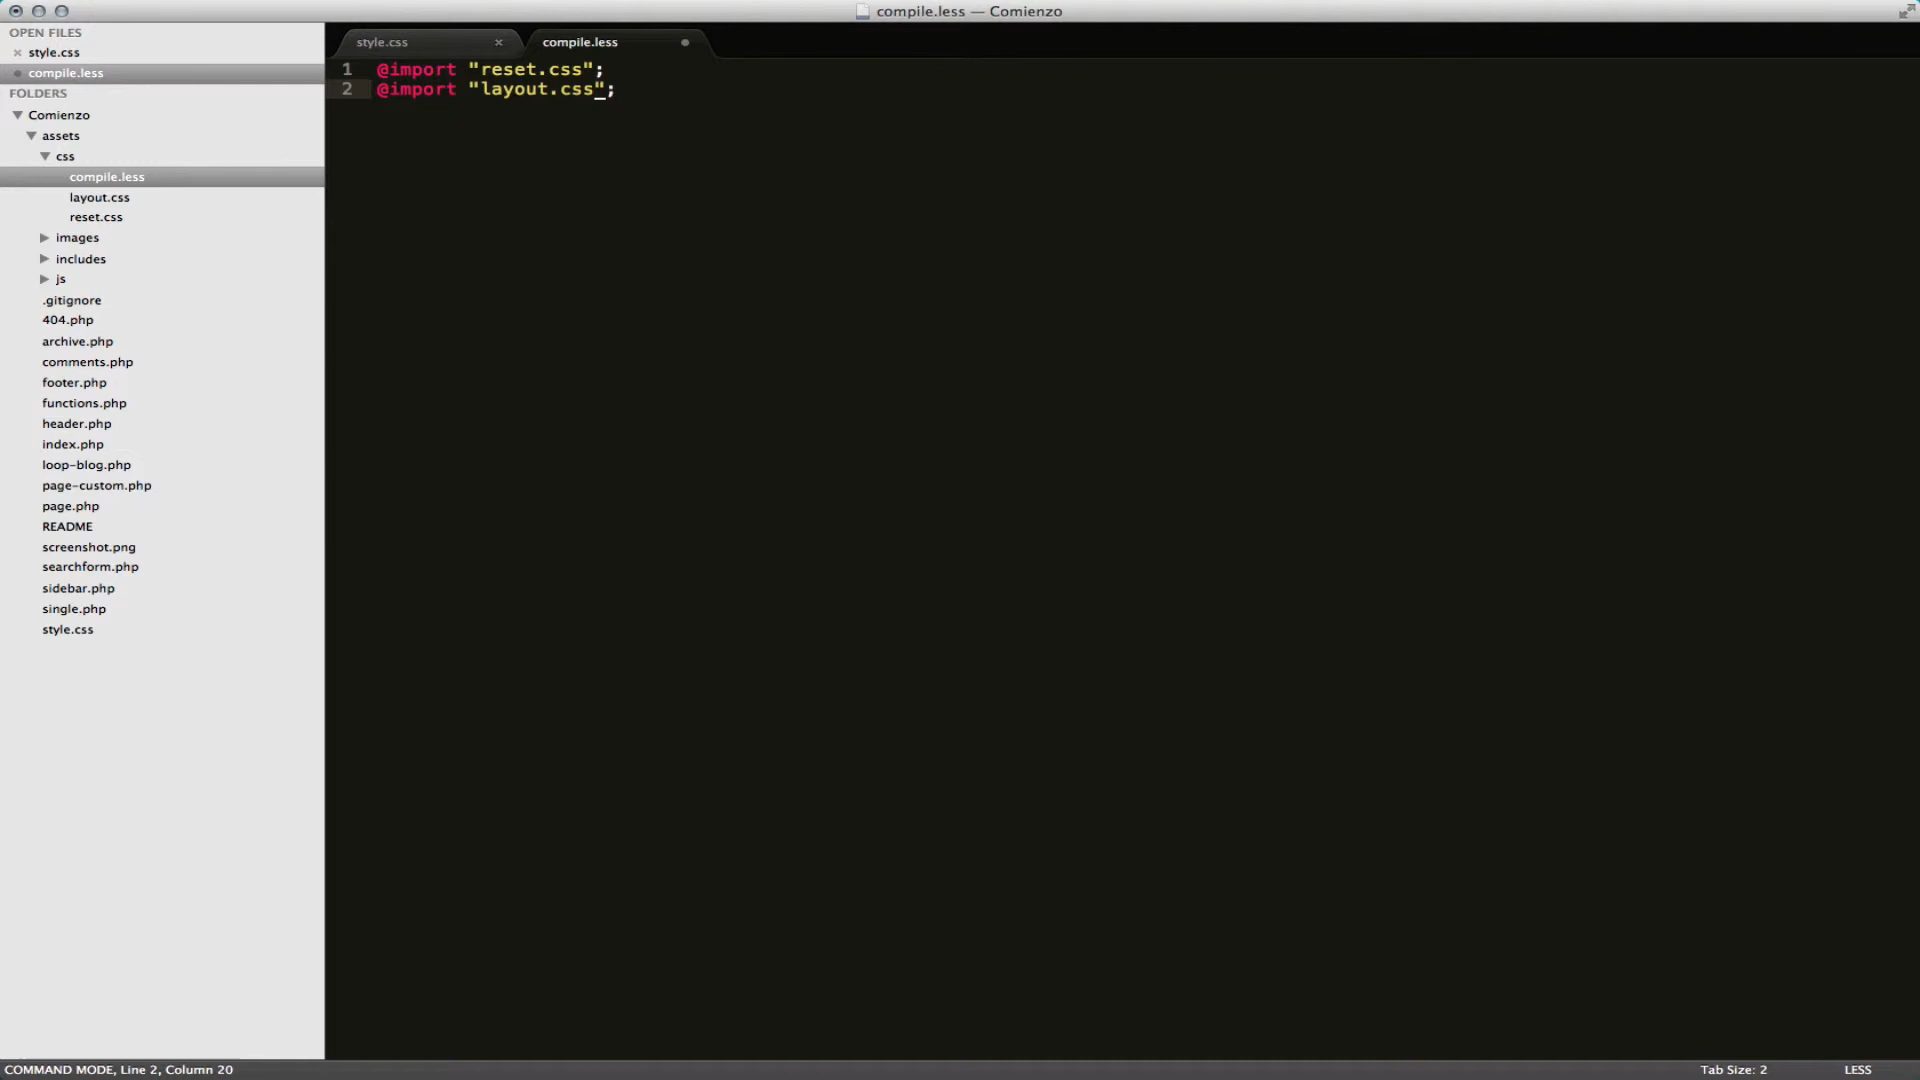 compile.less — Comienzo
OPEN FILES
style.css
compile.less
FOLDERS
Comienzo
assets
css
compile.less
layout.css
reset.css
images
includes
js
.gitignore
404.php
archive.php
comments.php
footer.php
functions.php
header.php
index.php
loop-blog.php
page-custom.php
page.php
README
screenshot.png
searchform.php
sidebar.php
single.php
style.css
style.css
compile.less
1 @import "reset.css";
2 @import "layout.css";
COMMAND MODE, Line 2, Column 20
Tab Size: 2
LESS